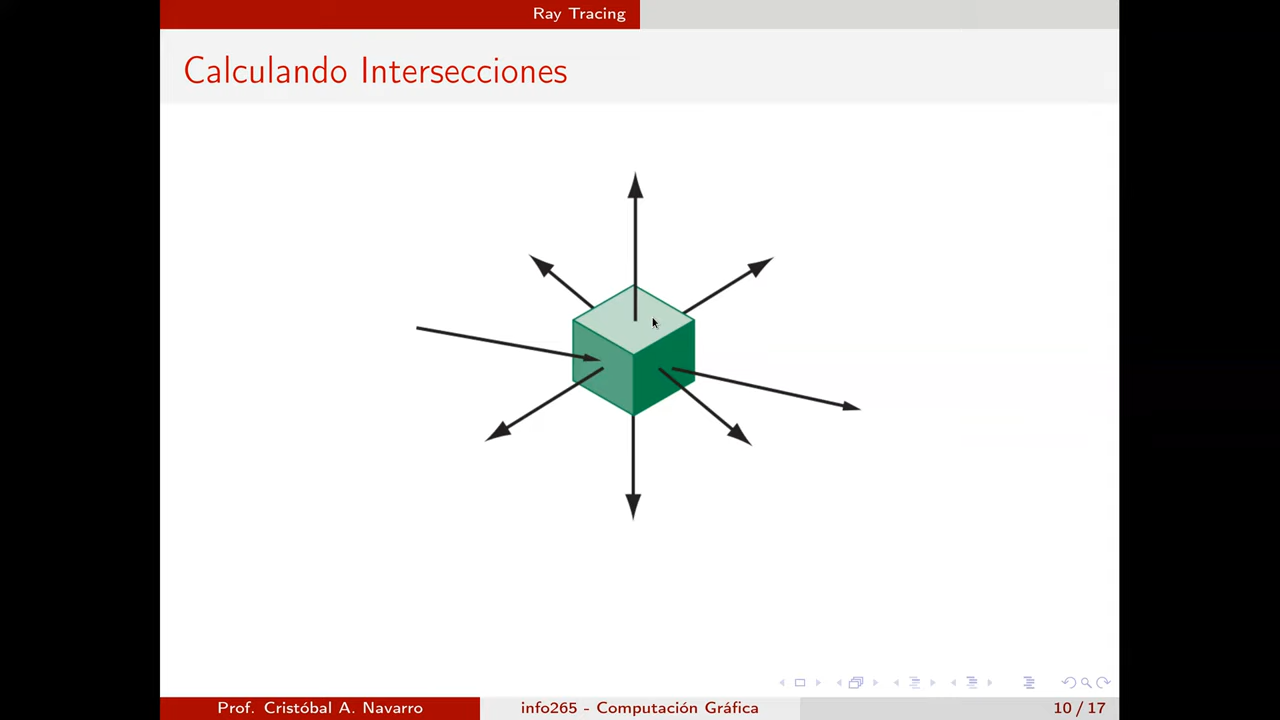 Ray Tracing
Calculando Intersecciones
Prof. Cristóbal A. Navarro
info265 - Computación Gráfica
10 / 17